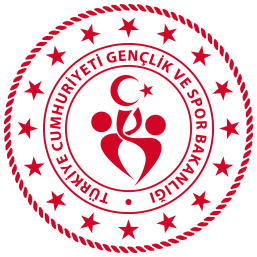 TÜRKİYE CUMHURİYETİ GENÇLİK VE SPOR BAKANLIĞI